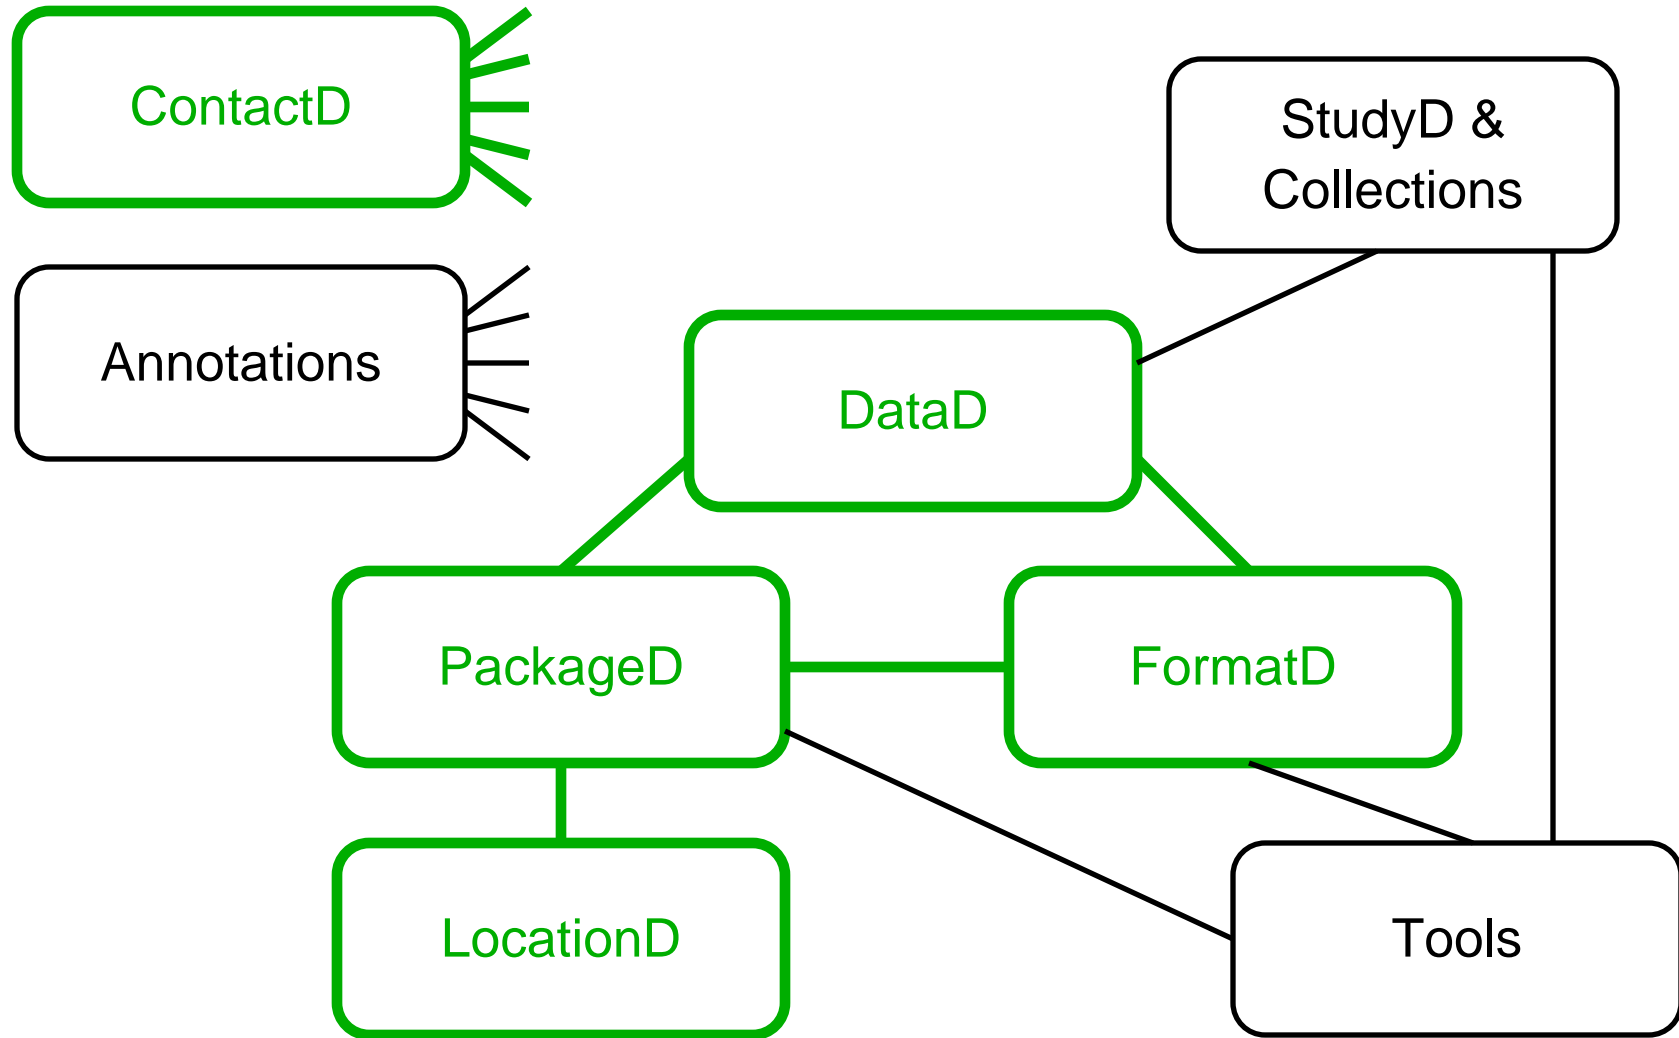 ContactD
StudyD &
Collections
Annotations
DataD
PackageD
FormatD
LocationD
Tools